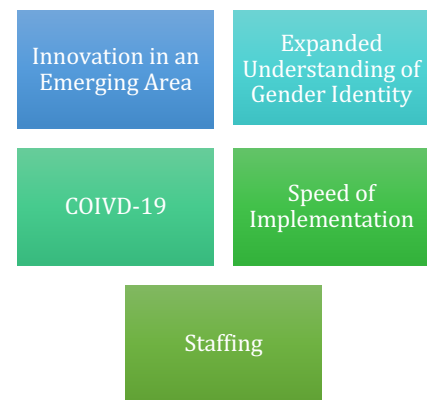 Innovation in an
Emerging Area
Expanded
Understanding of
Gender Identity
COIVD-19
Speed of
Implementation
Staffing